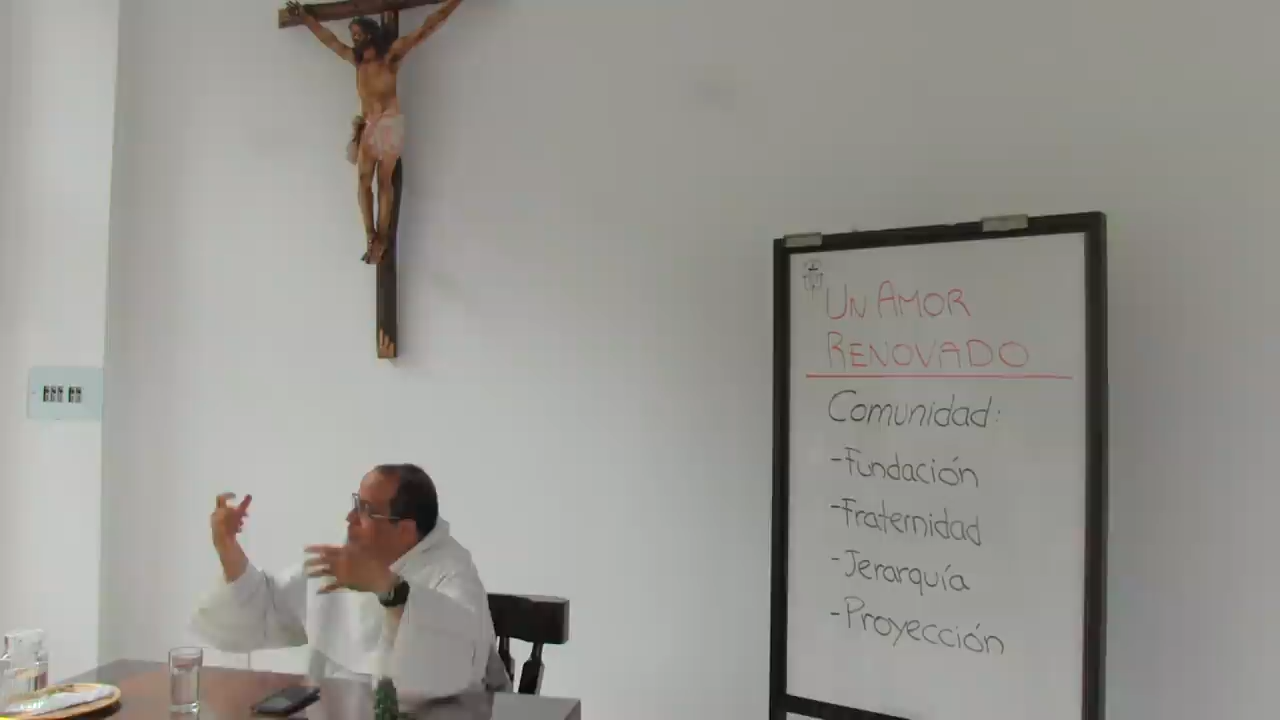 UN AMOR
RENOVADO
Comunidad:
-Fundación
-Fraternidad
-Jerarquía
-Proyección